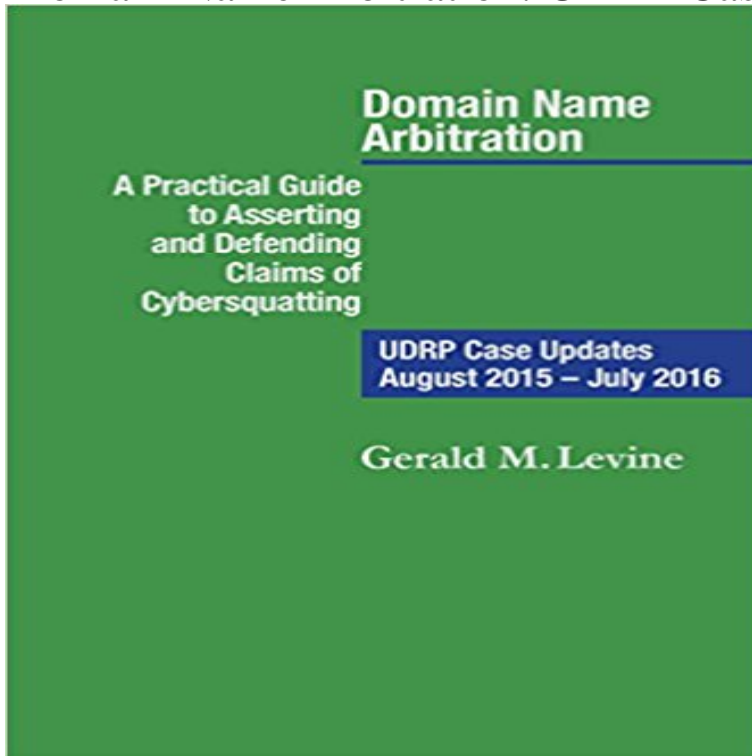 Domain Name
Arbitration
A Practical Guide
to Asserting
and Defending
Claims of
Cybersquatting
UDRP Case Updates
August 2015 – July 2016
Gerald M. Levine